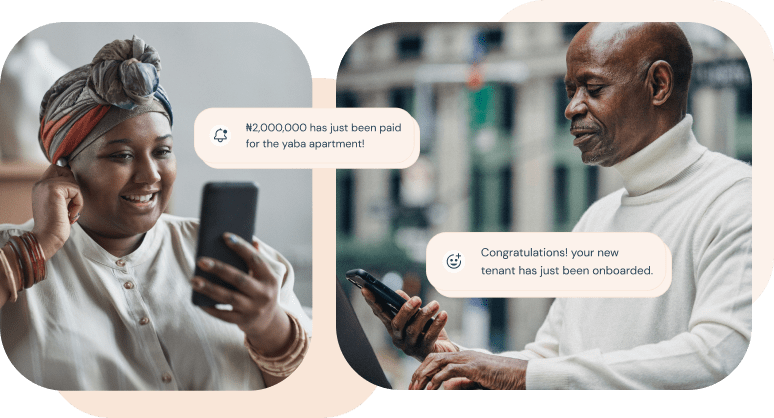 ₦2,000,000 has just been paid
for the yaba apartment!
Congratulations! your new
tenant has just been onboarded.